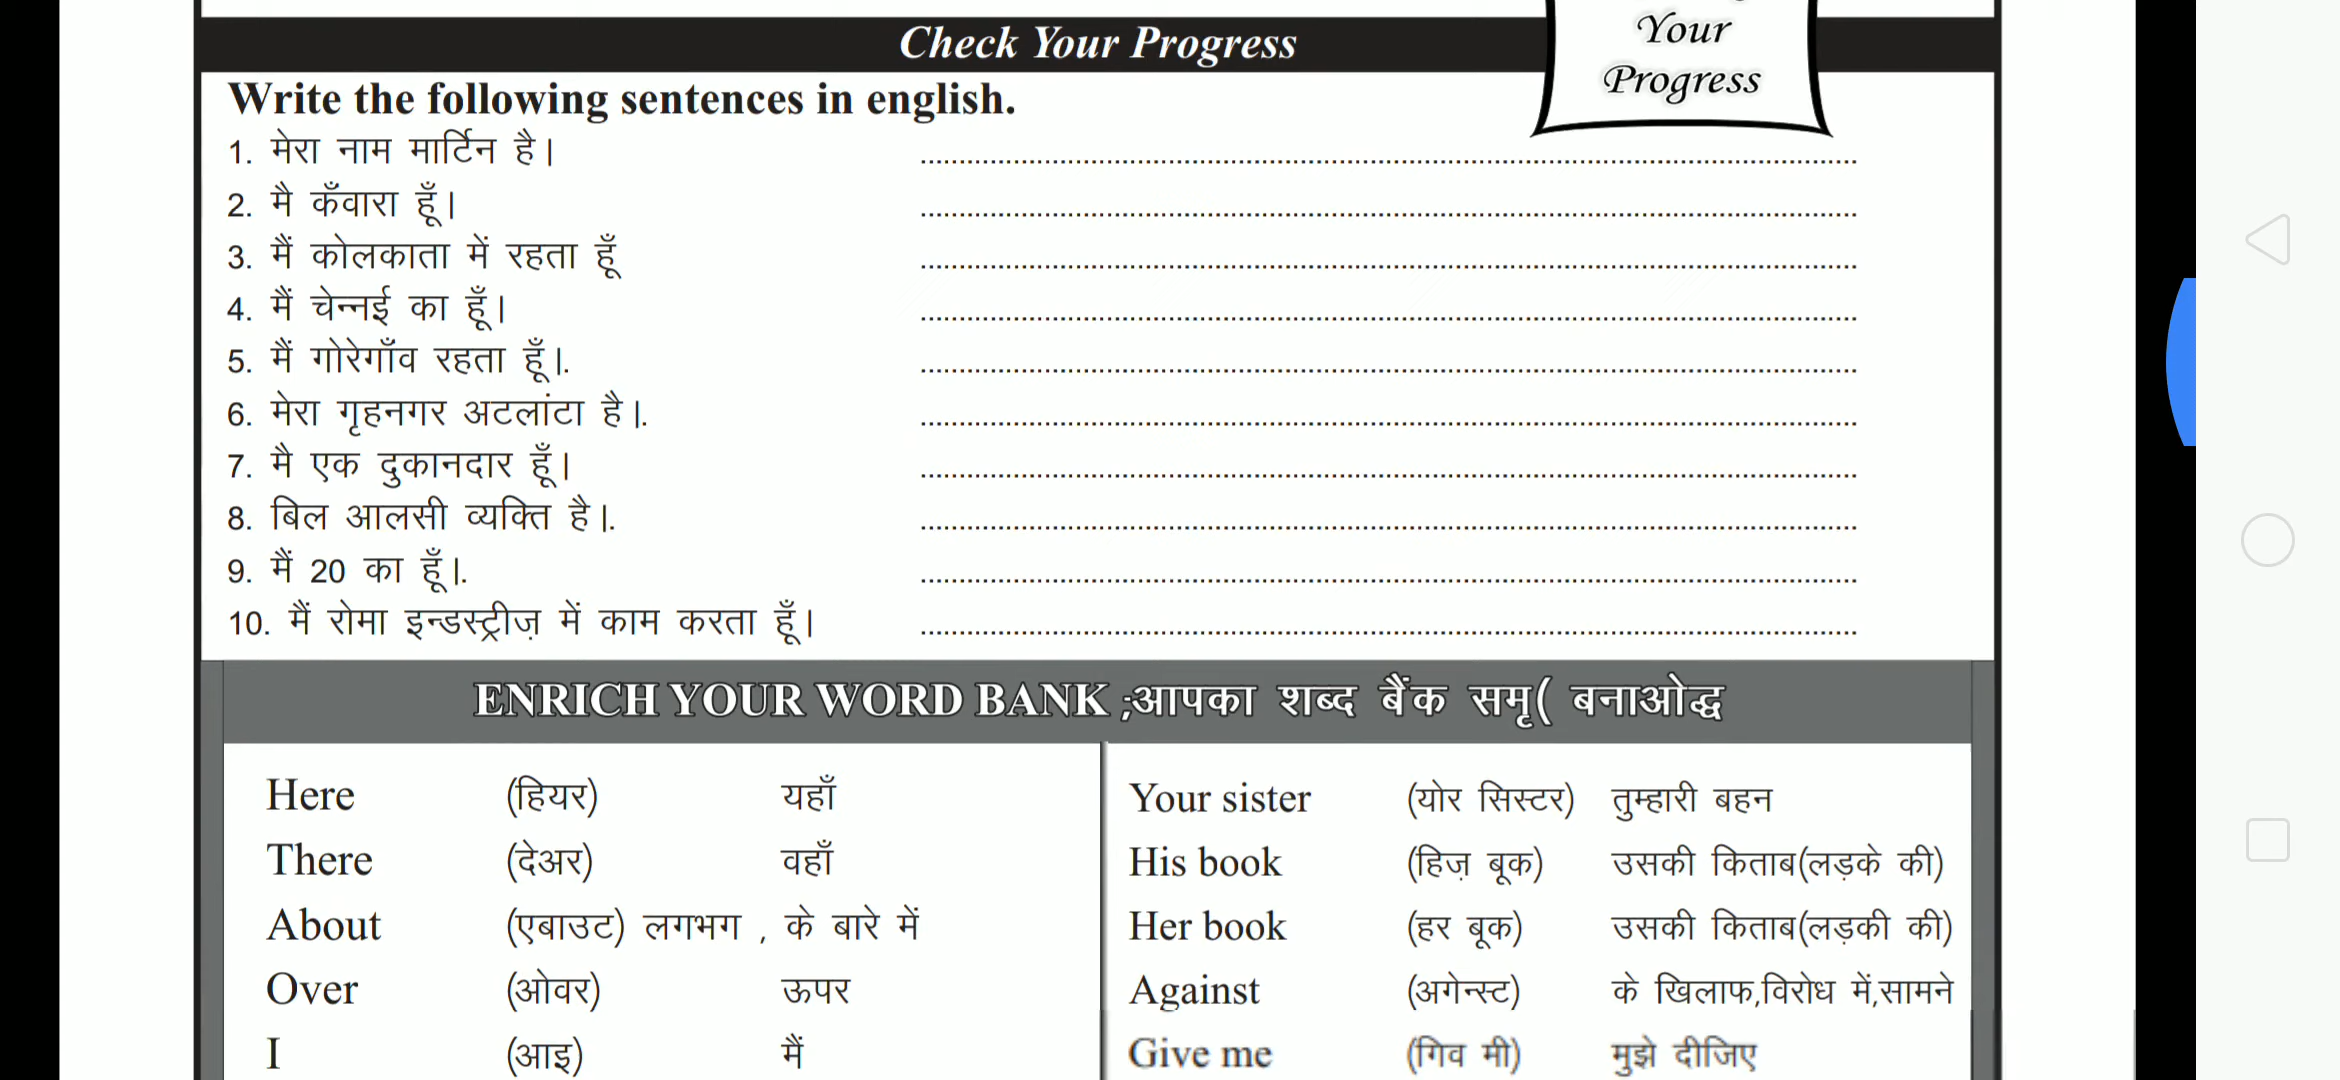 Check Your Progress
Your
Progress
Write the following sentences in english.
1. मेरा नाम मार्टिन है।
2. मै कँवारा हूँ।
3. मैं कोलकाता में रहता हूँ
4. मैं चेन्नई का हूँ।
5. मैं गोरेगाँव रहता हूँ।.
6. मेरा गृहनगर अटलांटा है।.
7. मै एक दुकानदार हूँ।
8. बिल आलसी व्यक्ति है।.
9. मैं 20 का हूँ।.
10. मैं रोमा इन्डस्ट्रीज़ में काम करता हूँ।
ENRICH YOUR WORD BANK ;आपका शब्द बैंक समृ( बनाओद्ध
Here (हियर) यहाँ
There (देअर) वहाँ
About (एबाउट) लगभग , के बारे में
Over (ओवर) ऊपर
I (आइ) मैं
Your sister (योर सिस्टर) तुम्हारी बहन
His book (हिज़ बूक) उसकी किताब(लड़के की)
Her book (हर बूक) उसकी किताब(लड़की की)
Against (अगेन्स्ट) के खिलाफ,विरोध में,सामने
Give me (गिव मी) मुझे दीजिए